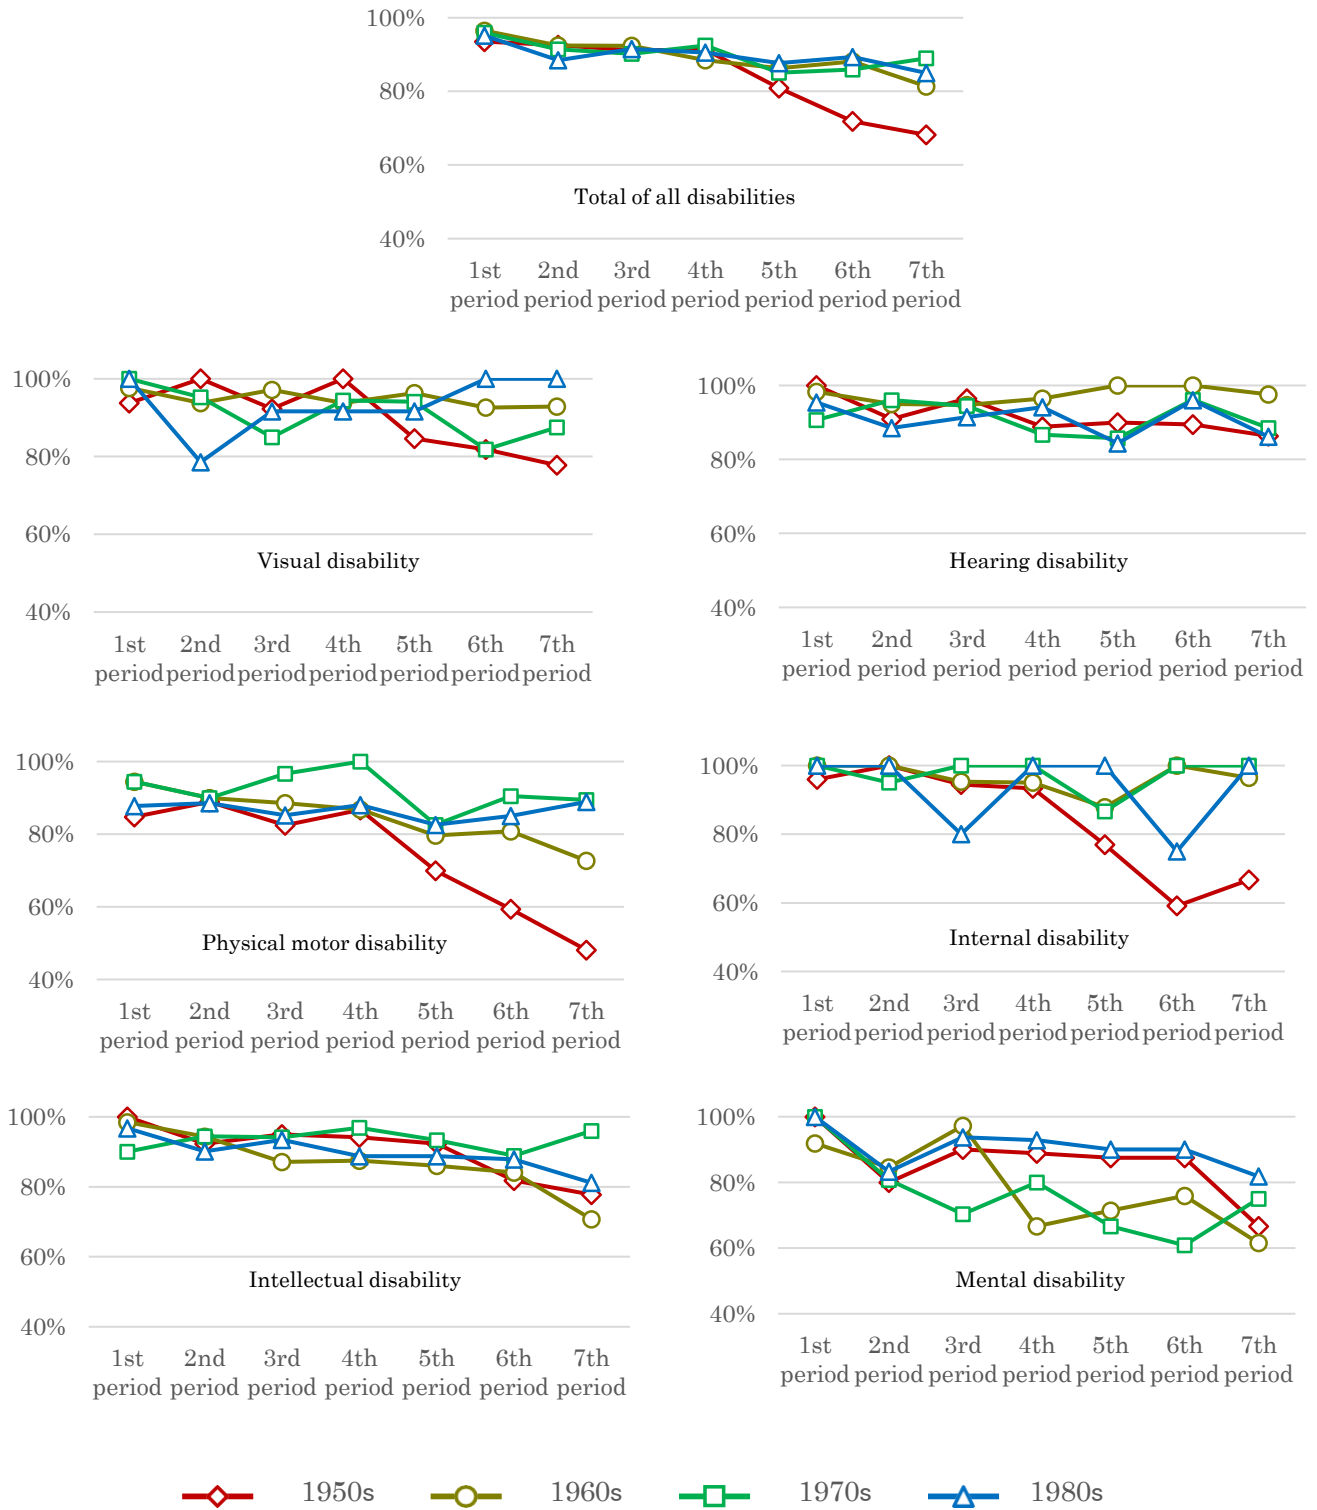 100%
80%
60%
Total of all disabilities
40%
1st 2nd 3rd 4th 5th 6th 7th
period period period period period period period
100%
80%
60%
Visual disability
40%
1st 2nd 3rd 4th 5th 6th 7th
period period period period period period period
100%
80%
60%
Hearing disability
40%
1st 2nd 3rd 4th 5th 6th 7th
period period period period period period period
100%
80%
60%
Physical motor disability
40%
1st 2nd 3rd 4th 5th 6th 7th
period period period period period period period
100%
80%
60%
Internal disability
40%
1st 2nd 3rd 4th 5th 6th 7th
period period period period period period period
100%
80%
60%
Intellectual disability
40%
1st 2nd 3rd 4th 5th 6th 7th
period period period period period period period
100%
80%
60%
Mental disability
40%
1st 2nd 3rd 4th 5th 6th 7th
period period period period period period period
1950s 1960s 1970s 1980s